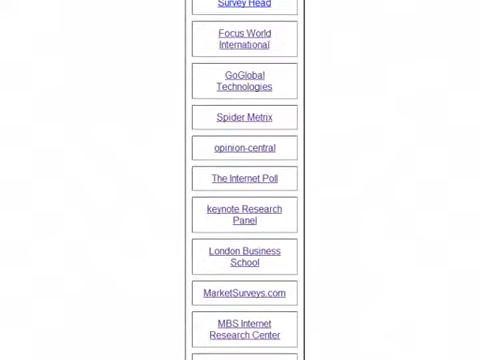 Survey Head
Focus World
International
GoGlobal
Technologies
Spider Metrix
opinion-central
The Internet Poll
keynote Research
Panel
London Business
School
MarketSurveys.com
MBS Internet
Research Center